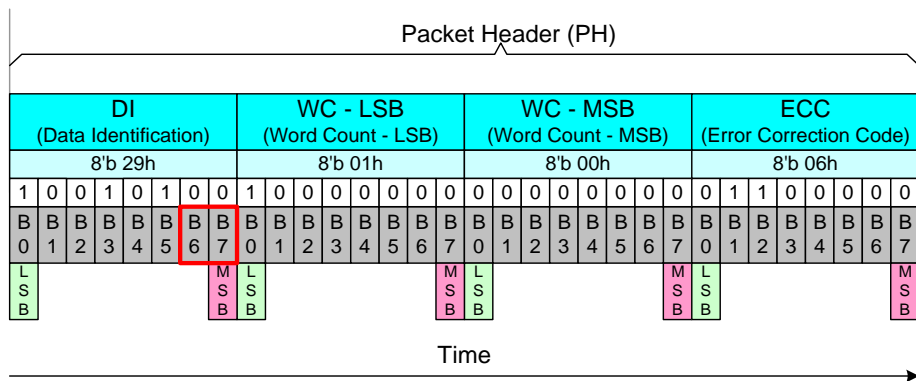 Packet Header (PH)
DI WC - LSB WC - MSB ECC
(Data Identification) (Word Count - LSB) (Word Count - MSB) (Error Correction Code)
8'b 29h 8'b 01h 8'b 00h 8'b 06h
1 0 0 1 0 1 0 0 1 0 0 0 0 0 0 0 0 0 0 0 0 0 0 0 0 1 1 0 0 0 0 0
B B B B B B B B B B B B B B B B B B B B B B B B B B B B B B B B
0 1 2 3 4 5 6 7 0 1 2 3 4 5 6 7 0 1 2 3 4 5 6 7 0 1 2 3 4 5 6 7
L M L M L M L M
S S S S S S S S
B B B B B B B B
Time